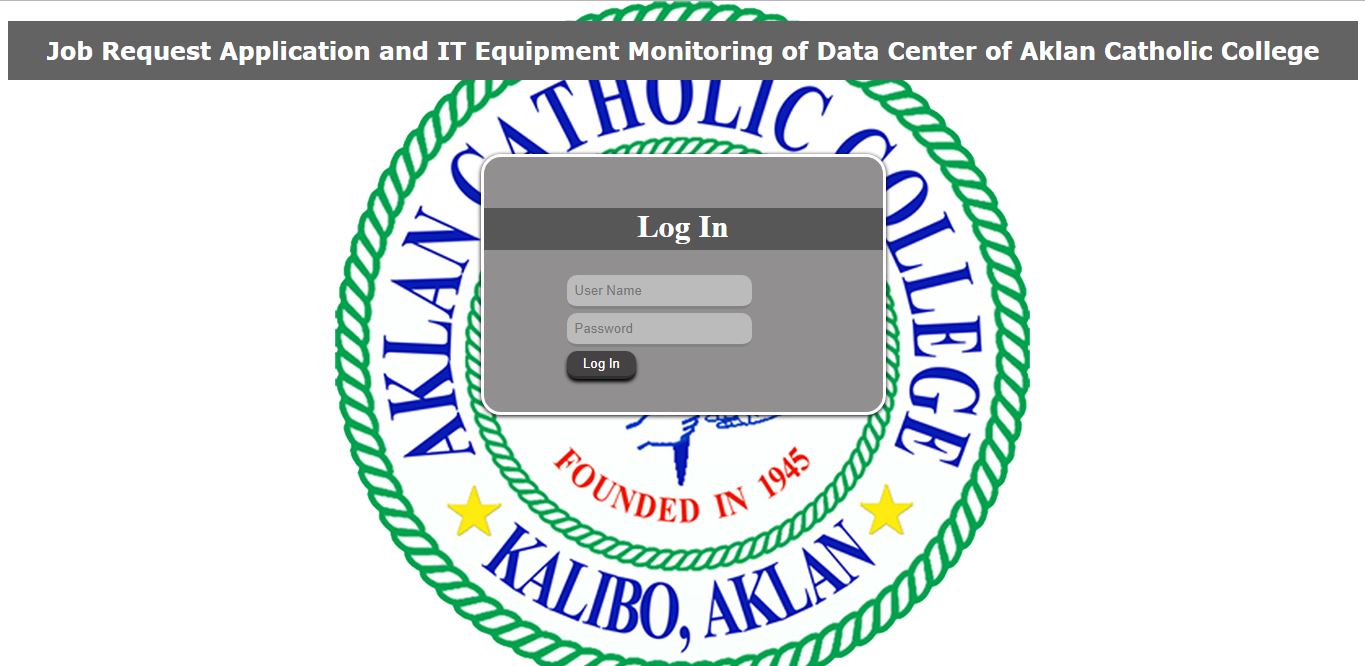 Job Request Application and IT Equipment Monitoring of Data Center of Aklan Catholic College
AKLAN CATHOLIC COLLEGE
Log In
User Name
Password
Log In
FOUNDED IN 1945
KALIBO, AKLAN